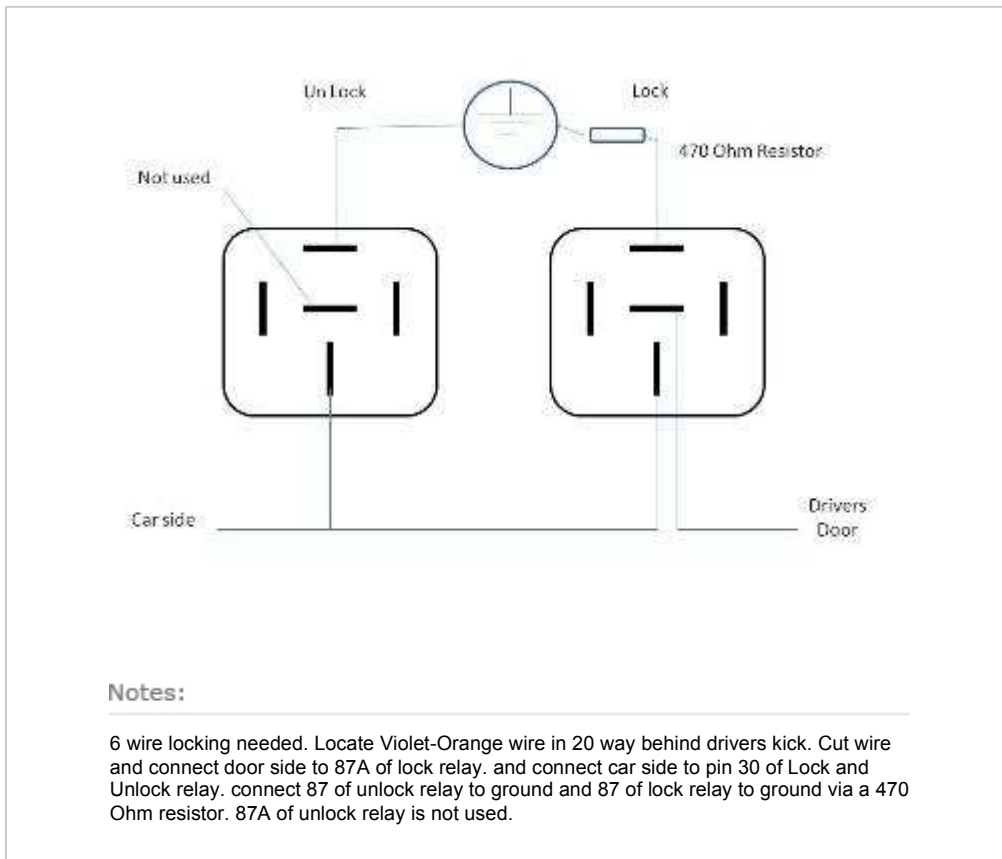 Un Lock
Lock
470 Ohm Resistor
Not used
Car side
Drivers
Door
Notes:
6 wire locking needed. Locate Violet-Orange wire in 20 way behind drivers kick. Cut wire
and connect door side to 87A of lock relay. and connect car side to pin 30 of Lock and
Unlock relay. connect 87 of unlock relay to ground and 87 of lock relay to ground via a 470
Ohm resistor. 87A of unlock relay is not used.